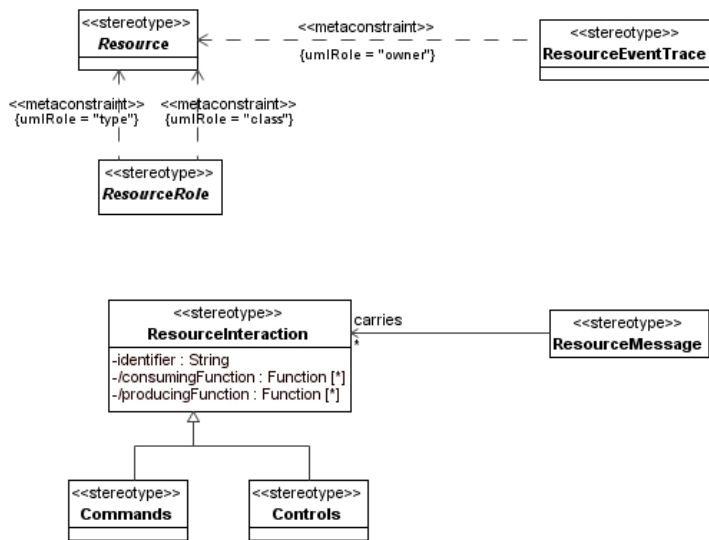 <<stereotype>>
Resource
<<metaconstraint>>
{umlRole = "owner"}
<<stereotype>>
ResourceEventTrace
<<metaconstraint>>
{umlRole = "type"}
<<metaconstraint>>
{umlRole = "class"}
<<stereotype>>
ResourceRole
<<stereotype>>
ResourceInteraction
-identifier : String
-/consumingFunction : Function [*]
-/producingFunction : Function [*]
carries
*
<<stereotype>>
ResourceMessage
<<stereotype>>
Commands
<<stereotype>>
Controls